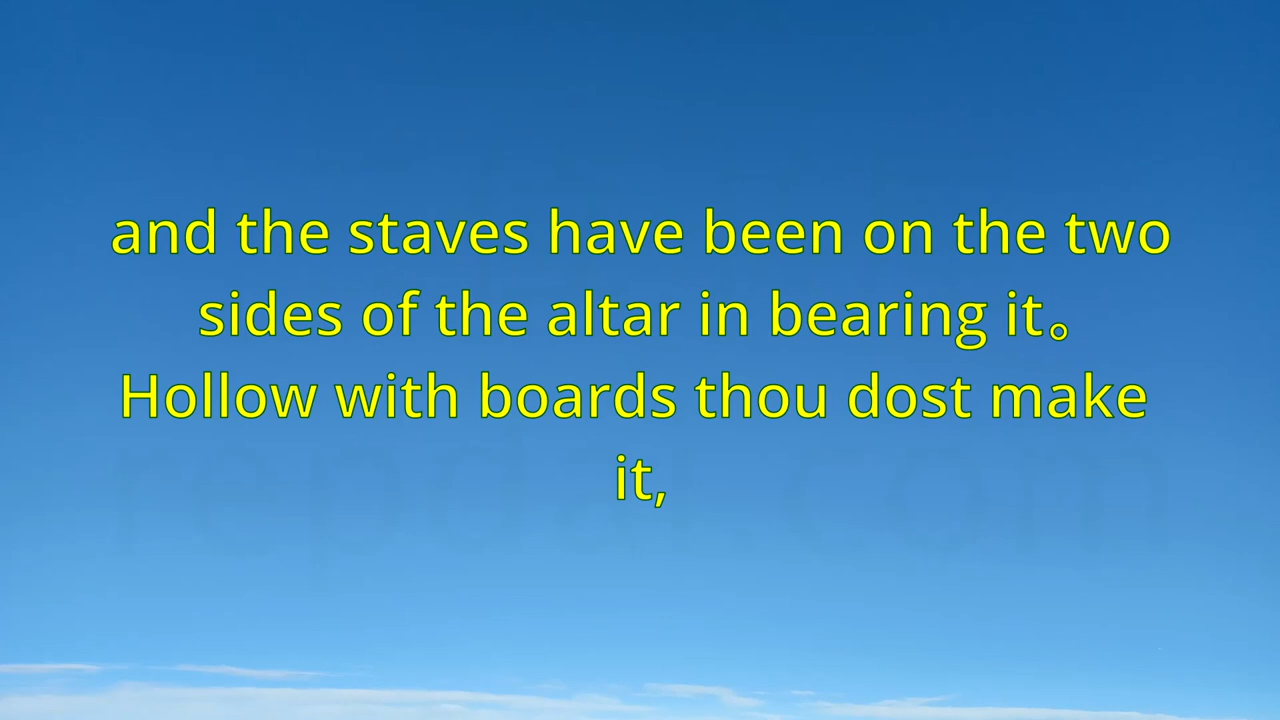 and the staves have been on the two
sides of the altar in bearing it。
Hollow with boards thou dost make
it,